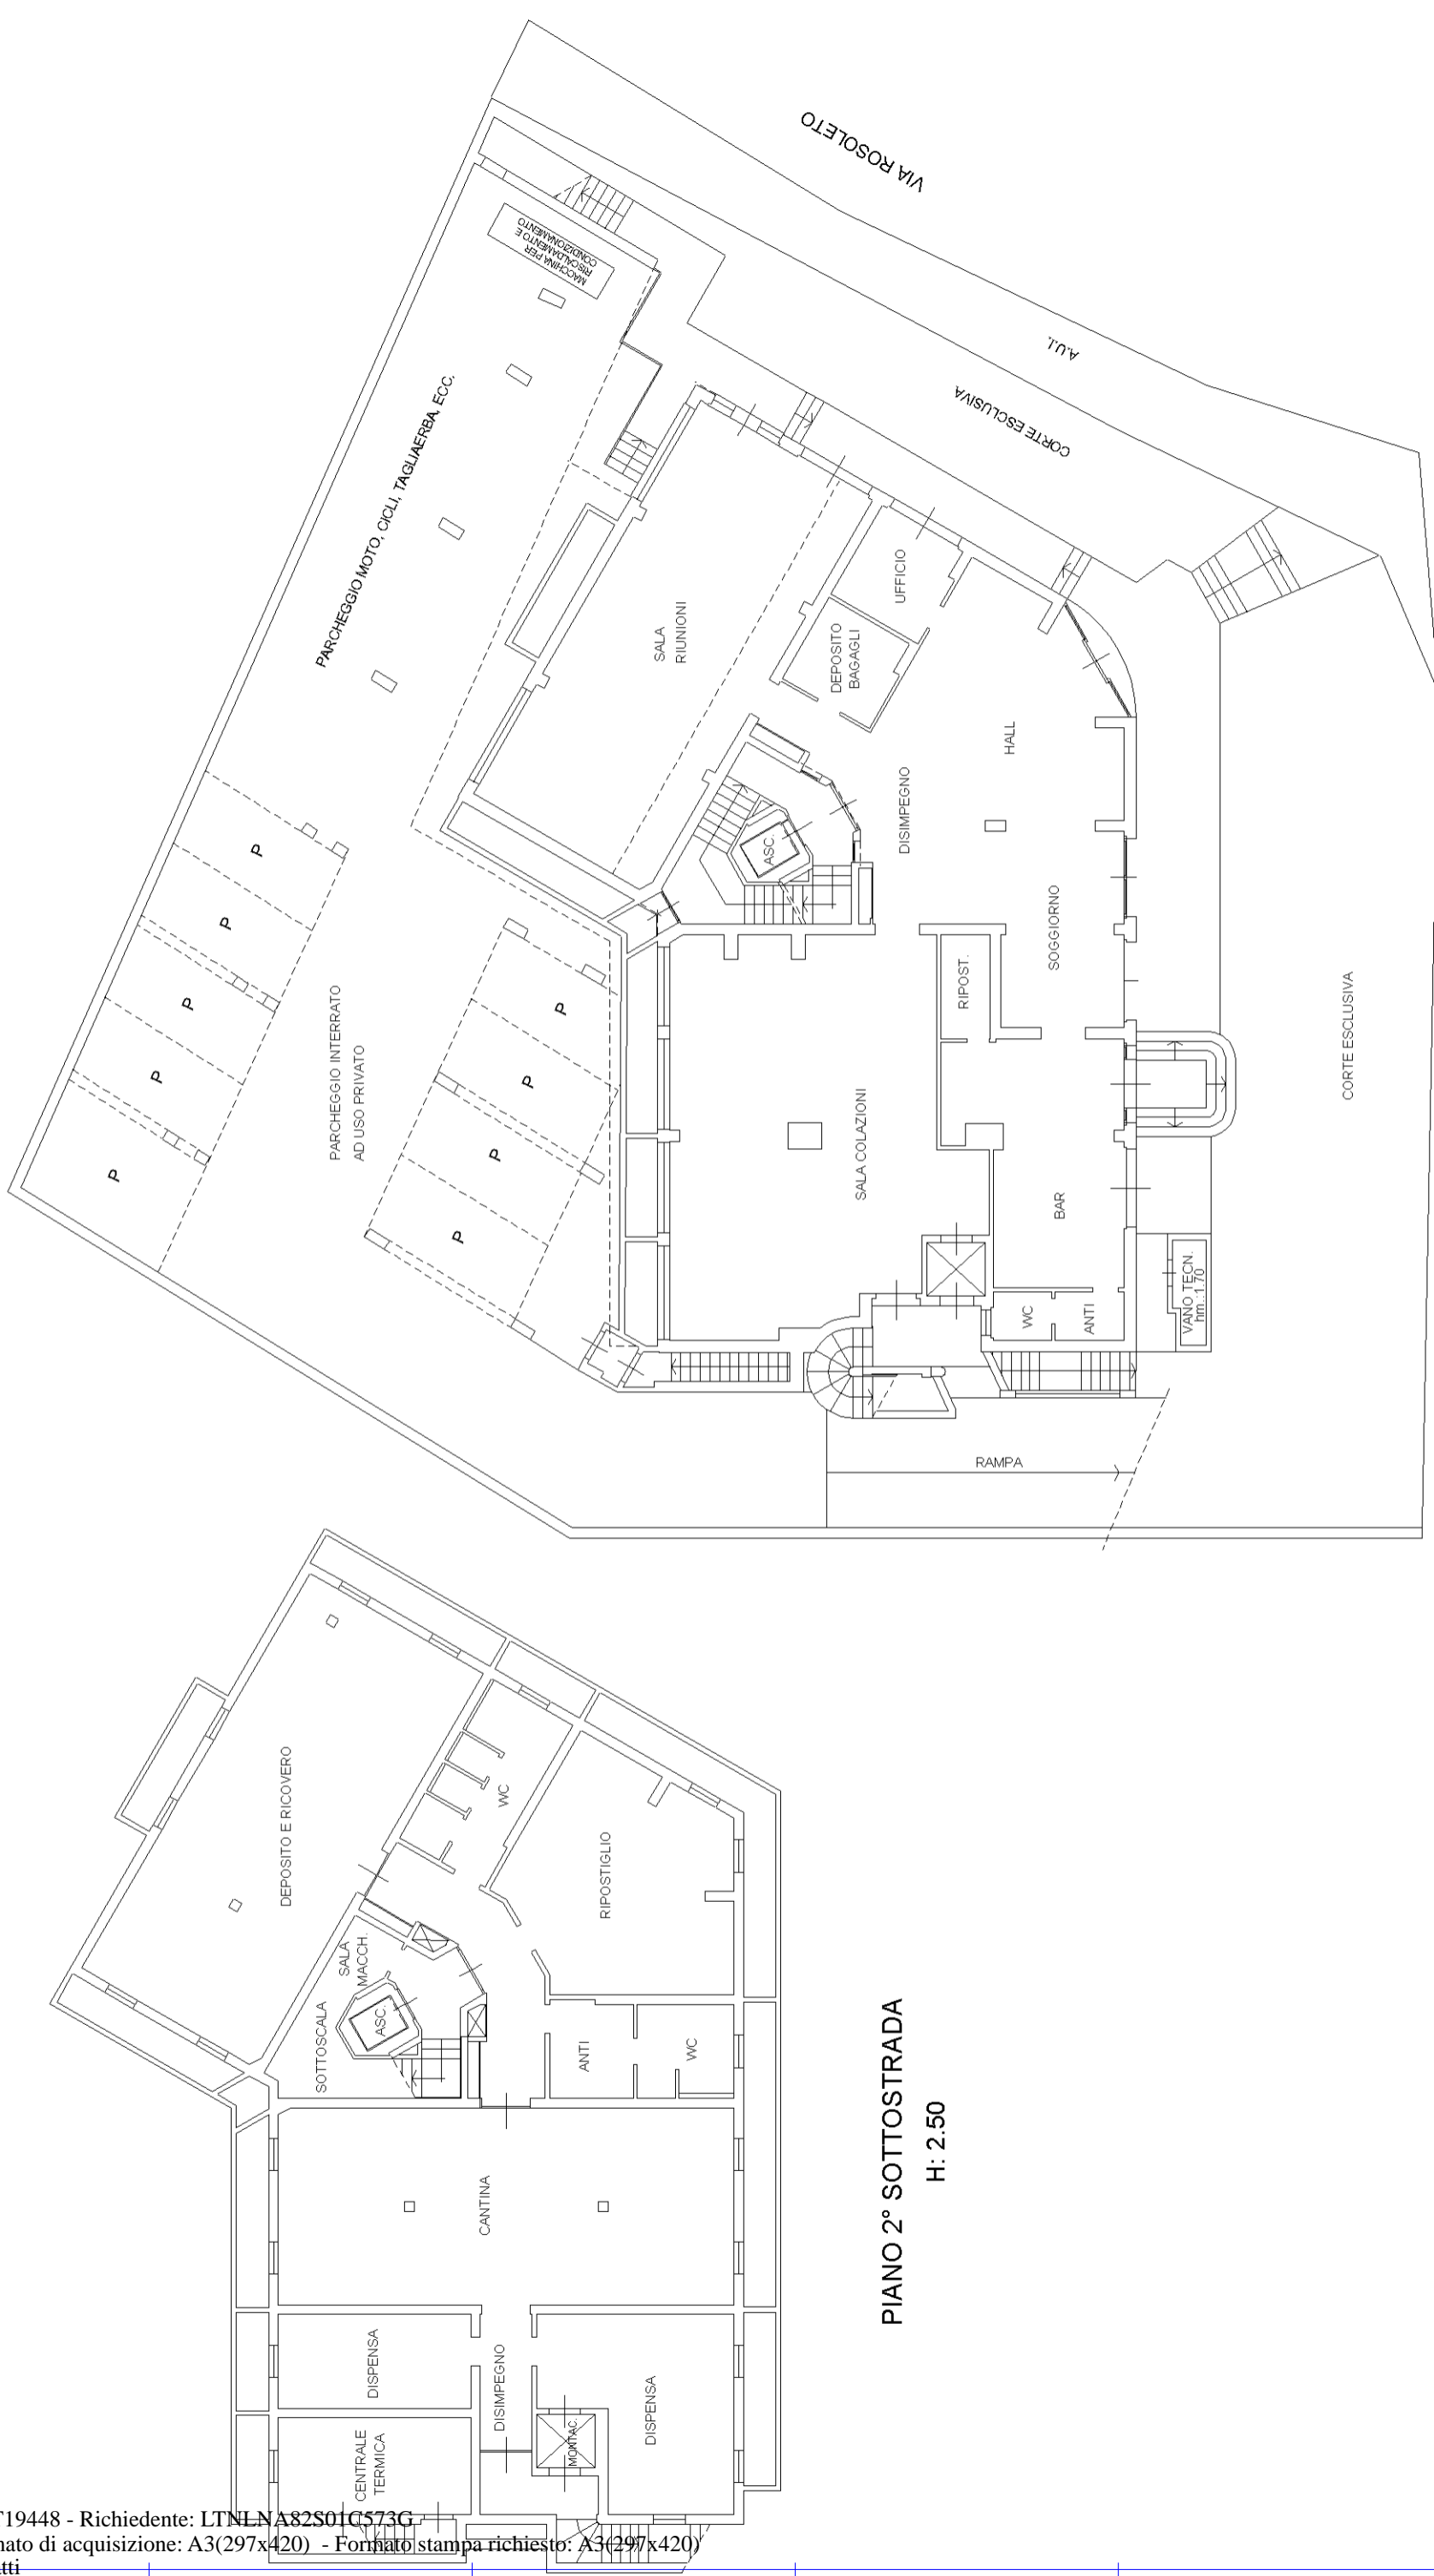 VIA ROSOLETO
MACCHINA PER
RISCALDAMENTO E
CONDIZIONAMENTO
A.U.I.
CORTE ESCLUSIVA
PARCHEGGIO MOTO, CICLI, TAGLIAERBA, ECC.
UFFICIO
SALA
RIUNIONI
DEPOSITO
BAGAGLI
HALL
DISIMPEGNO
ASC.
P
P
P
P
P
P
P
P
P
PARCHEGGIO INTERRATO
AD USO PRIVATO
SOGGIORNO
RIPOST.
CORTE ESCLUSIVA
SALA COLAZIONI
BAR
VANO TECN.
hm.:1.70
WC
ANTI
RAMPA
DEPOSITO E RICOVERO
WC
RIPOSTIGLIO
SALA
MACCH.
ASC.
SOTTOSCALA
ANTI
WC
CANTINA
PIANO 2° SOTTOSTRADA
H: 2.50
DISPENSA
DISIMPEGNO
DISPENSA
MONTAC.
CENTRALE
TERMICA
T19448 - Richiedente: LTNLNA82S01C573G
mato di acquisizione: A3(297x420) - Formato stampa richiesto: A3(297x420)
tti